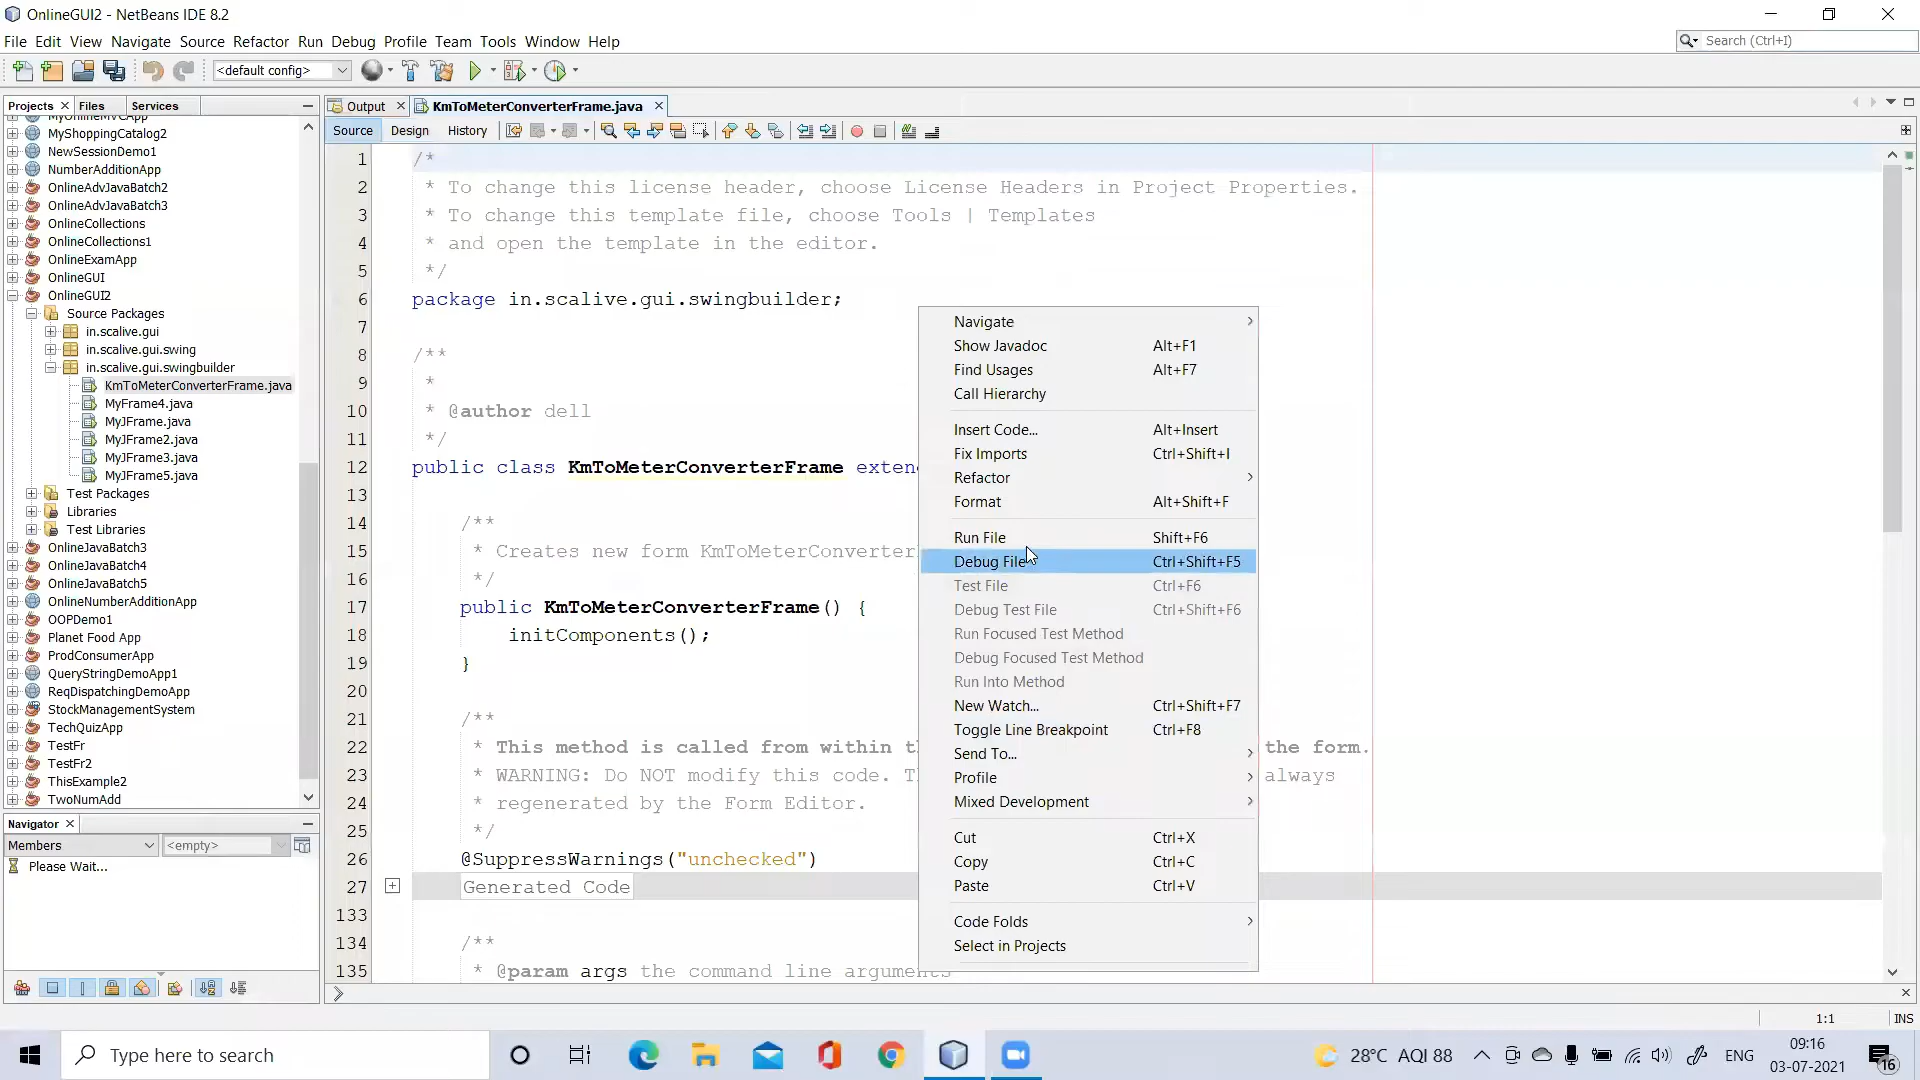 OnlineGUI2 - NetBeans IDE 8.2
File Edit View Navigate Source Refactor Run Debug Profile Team Tools Window Help
Search (Ctrl+I)
<default config>
Projects Files Services
Output KmToMeterConverterFrame.java
Source Design History
MyOnlineMVCApp
MyShoppingCatalog2
NewSessionDemo1
NumberAdditionApp
OnlineAdvJavaBatch2
OnlineAdvJavaBatch3
OnlineCollections
OnlineCollections1
OnlineExamApp
OnlineGUI
OnlineGUI2
Source Packages
in.scalive.gui
in.scalive.gui.swing
in.scalive.gui.swingbuilder
KmToMeterConverterFrame.java
MyFrame4.java
MyJFrame.java
MyJFrame2.java
MyJFrame3.java
MyJFrame5.java
Test Packages
Libraries
Test Libraries
OnlineJavaBatch3
OnlineJavaBatch4
OnlineJavaBatch5
OnlineNumberAdditionApp
OOPDemo1
Planet Food App
ProdConsumerApp
QueryStringDemoApp1
ReqDispatchingDemoApp
StockManagementSystem
TechQuizApp
TestFr
TestFr2
ThisExample2
TwoNumAdd
Navigator
Members <empty>
Please Wait...
1 /*
2 * To change this license header, choose License Headers in Project Properties.
3 * To change this template file, choose Tools | Templates
4 * and open the template in the editor.
5 */
6 package in.scalive.gui.swingbuilder;
7
8 /**
9 *
10 * @author dell
11 */
12 public class KmToMeterConverterFrame exten
13
14 /**
15 * Creates new form KmToMeterConverter
16 */
17 public KmToMeterConverterFrame() {
18 initComponents();
19 }
20
21 /**
22 * This method is called from within t the form.
23 * WARNING: Do NOT modify this code. T always
24 * regenerated by the Form Editor.
25 */
26 @SuppressWarnings("unchecked")
27 Generated Code
133
134 /**
135 * @param args the command line arguments
Navigate
Show Javadoc Alt+F1
Find Usages Alt+F7
Call Hierarchy
Insert Code... Alt+Insert
Fix Imports Ctrl+Shift+I
Refactor
Format Alt+Shift+F
Run File Shift+F6
Debug File Ctrl+Shift+F5
Test File Ctrl+F6
Debug Test File Ctrl+Shift+F6
Run Focused Test Method
Debug Focused Test Method
Run Into Method
New Watch... Ctrl+Shift+F7
Toggle Line Breakpoint Ctrl+F8
Send To...
Profile
Mixed Development
Cut Ctrl+X
Copy Ctrl+C
Paste Ctrl+V
Code Folds
Select in Projects
1:1 INS
Type here to search
28°C AQI 88
ENG
09:16
03-07-2021
16